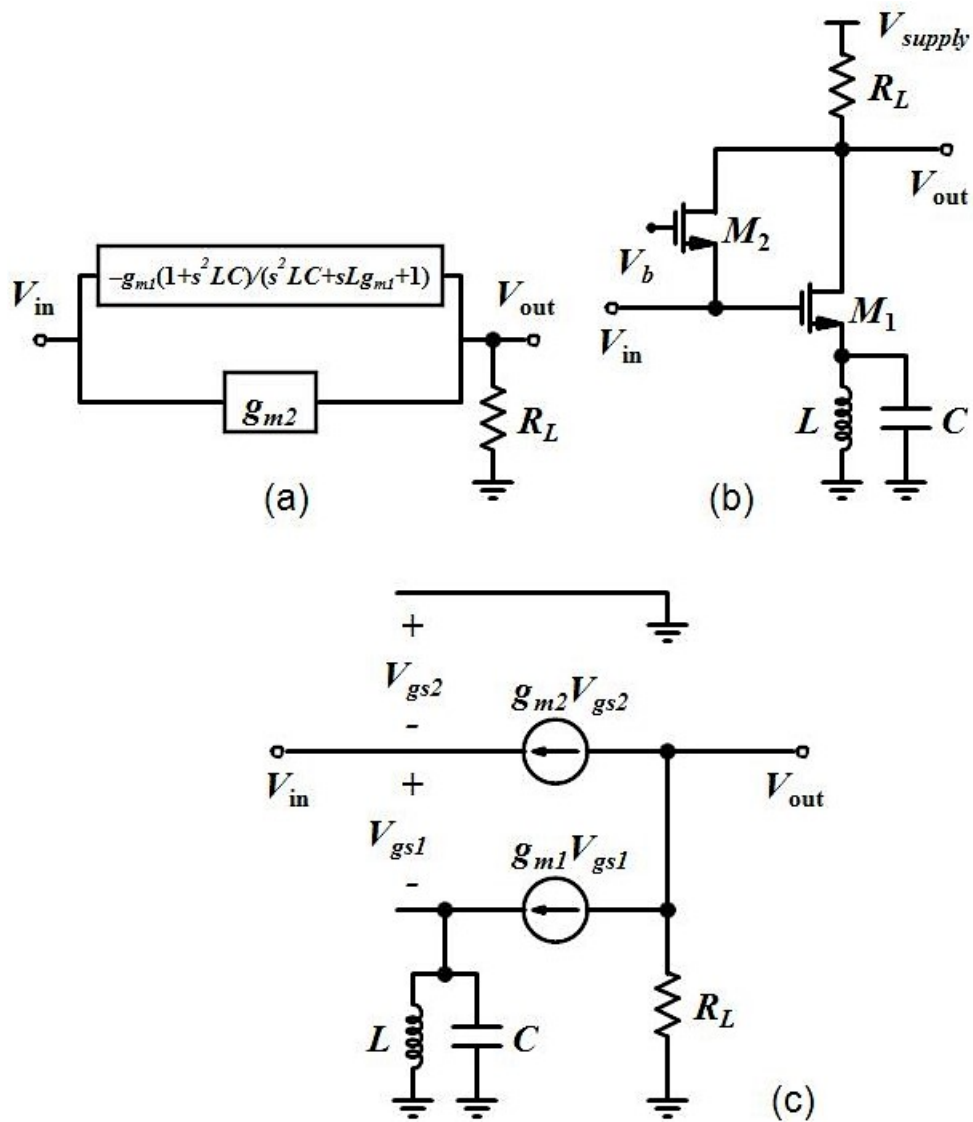 V_supply
R_L
V_out
M_2
V_b
V_in
M_1
L
C
(b)
–g_m1(1+s^2LC)/(s^2LC+sLg_m1+1)
V_in
V_out
g_m2
R_L
(a)
+
V_gs2
-
g_m2V_gs2
V_in
V_out
+
V_gs1
-
g_m1V_gs1
R_L
L
C
(c)